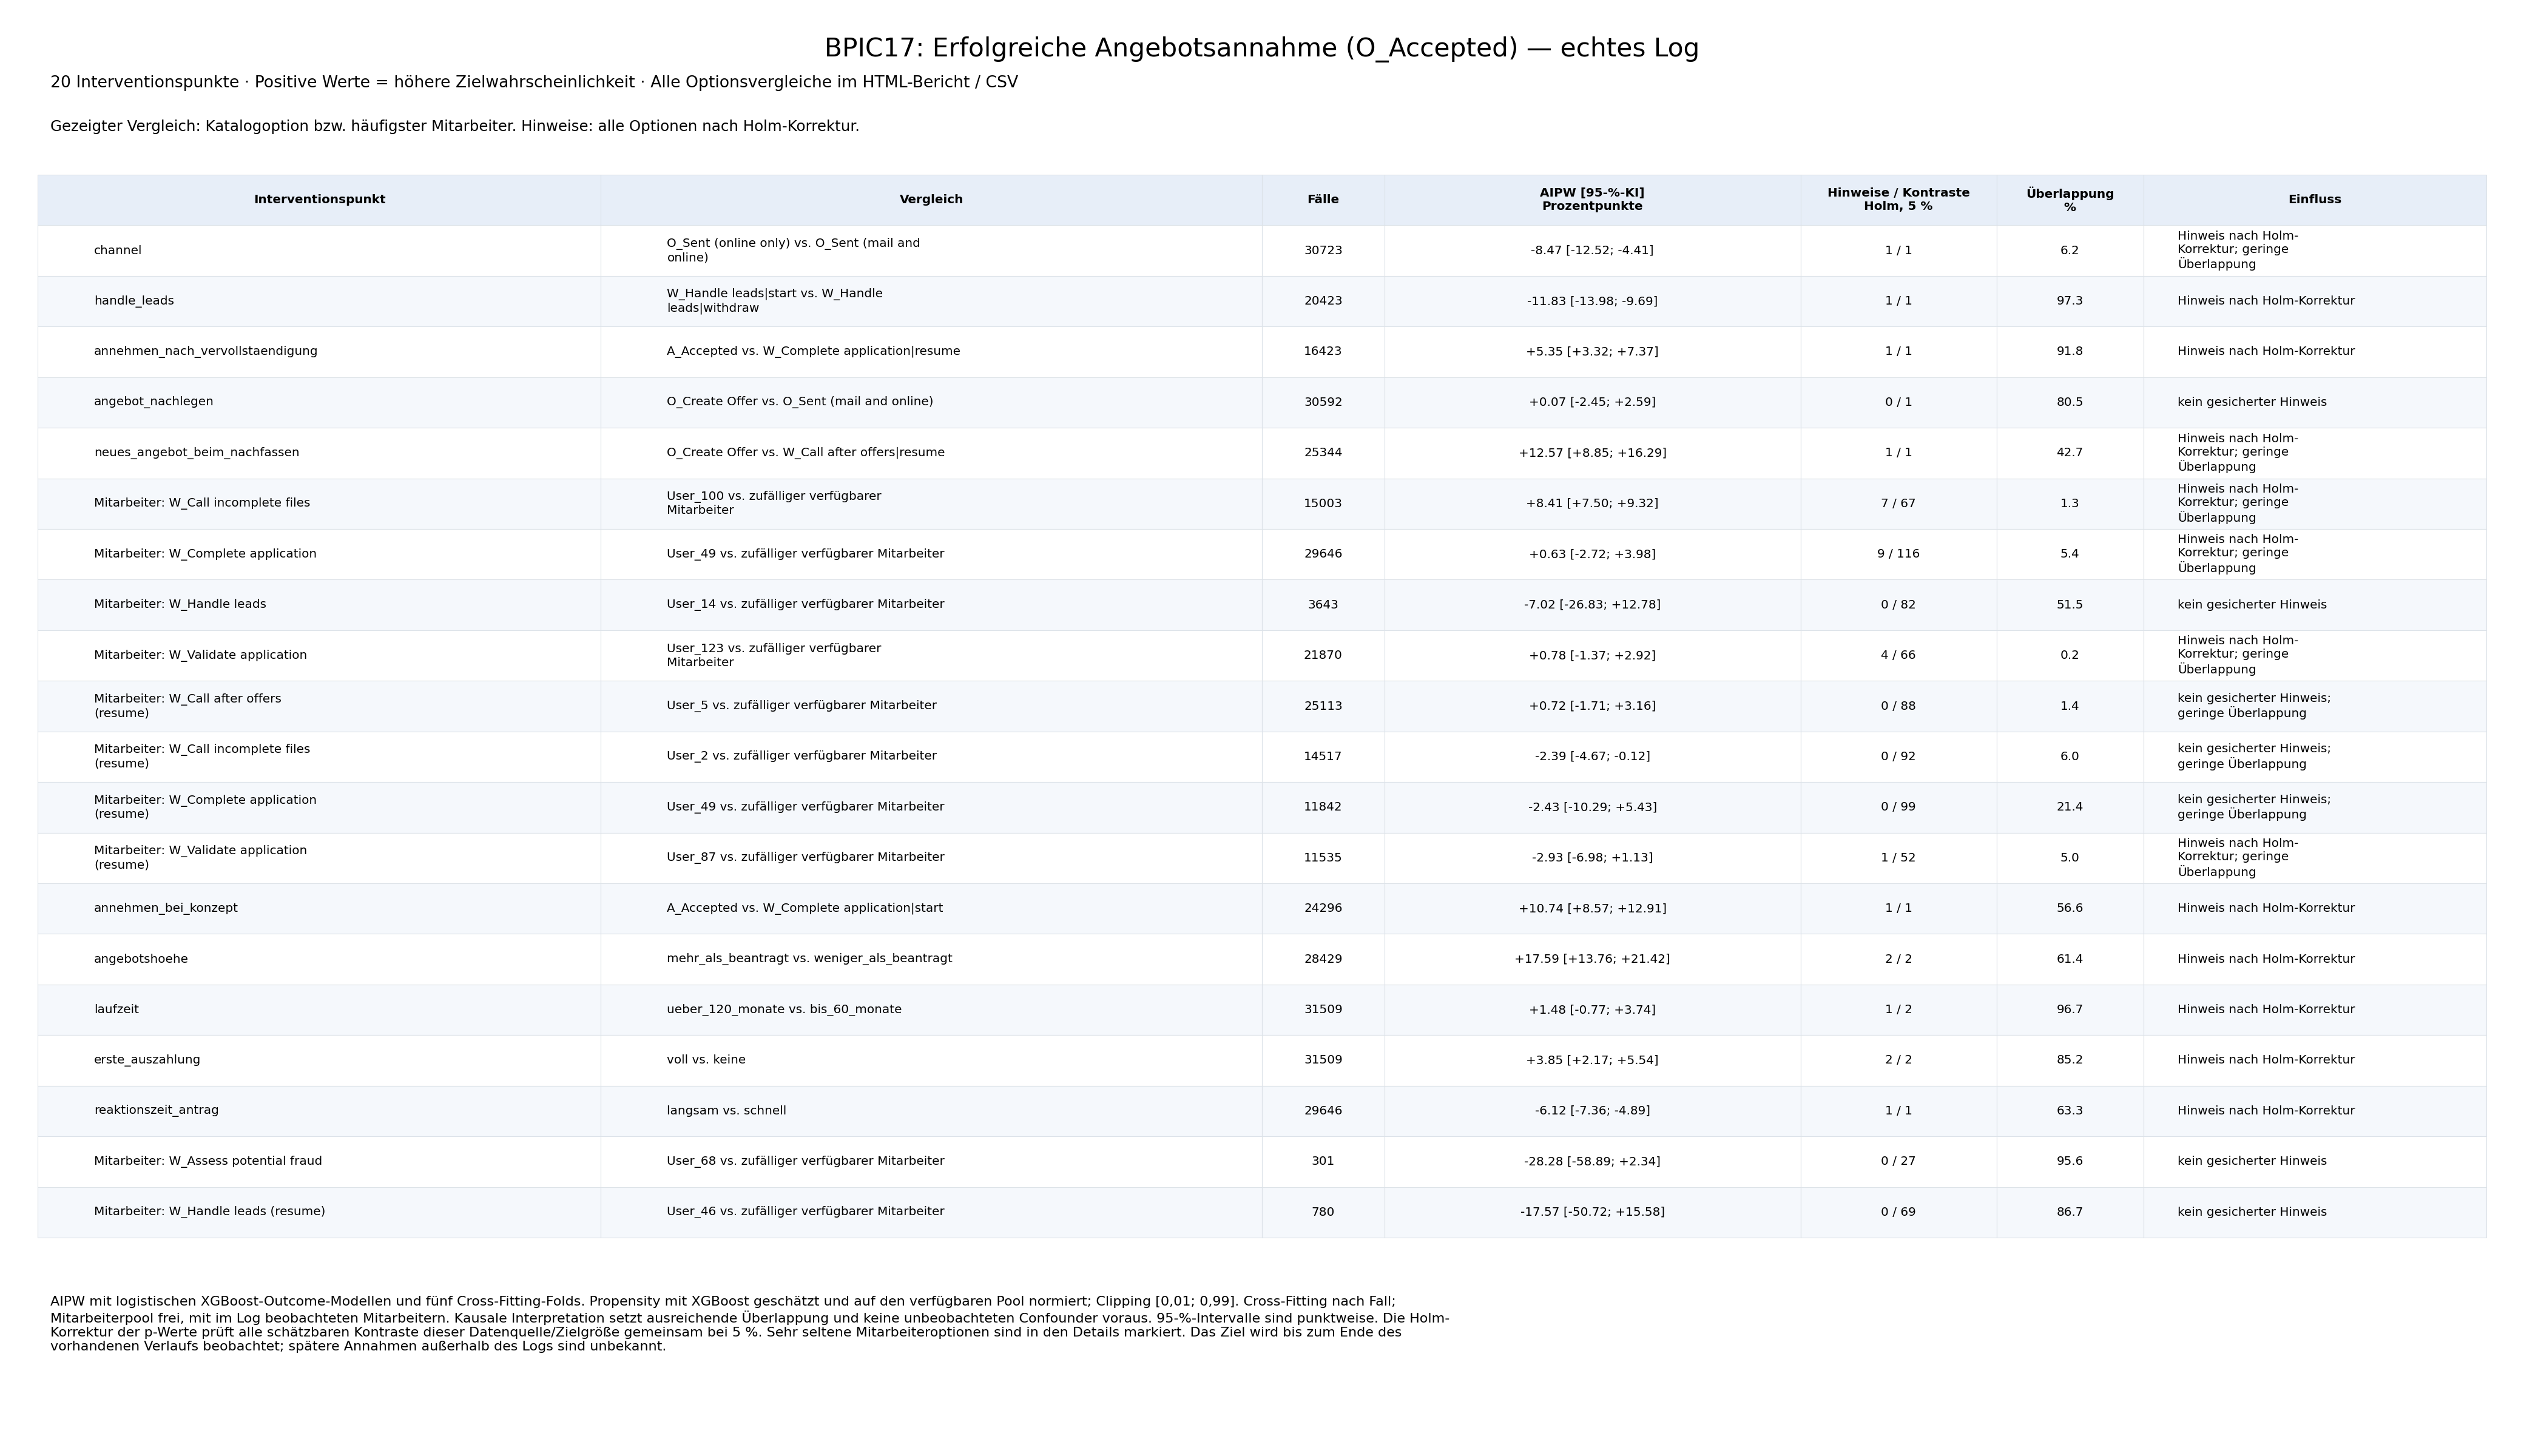 BPIC17: Erfolgreiche Angebotsannahme (O_Accepted) — echtes Log
20 Interventionspunkte · Positive Werte = höhere Zielwahrscheinlichkeit · Alle Optionsvergleiche im HTML-Bericht / CSV
Gezeigter Vergleich: Katalogoption bzw. häufigster Mitarbeiter. Hinweise: alle Optionen nach Holm-Korrektur.
Interventionspunkt Vergleich Fälle AIPW [95-%-KI] Hinweise / Kontraste Überlappung Einfluss
Prozentpunkte Holm, 5 % %
channel O_Sent (online only) vs. O_Sent (mail and 30723 -8.47 [-12.52; -4.41] 1 / 1 6.2 Hinweis nach Holm-
online) Korrektur; geringe
Überlappung
handle_leads W_Handle leads|start vs. W_Handle 20423 -11.83 [-13.98; -9.69] 1 / 1 97.3 Hinweis nach Holm-Korrektur
leads|withdraw
annehmen_nach_vervollstaendigung A_Accepted vs. W_Complete application|resume 16423 +5.35 [+3.32; +7.37] 1 / 1 91.8 Hinweis nach Holm-Korrektur
angebot_nachlegen O_Create Offer vs. O_Sent (mail and online) 30592 +0.07 [-2.45; +2.59] 0 / 1 80.5 kein gesicherter Hinweis
neues_angebot_beim_nachfassen O_Create Offer vs. W_Call after offers|resume 25344 +12.57 [+8.85; +16.29] 1 / 1 42.7 Hinweis nach Holm-
Korrektur; geringe
Überlappung
Mitarbeiter: W_Call incomplete files User_100 vs. zufälliger verfügbarer 15003 +8.41 [+7.50; +9.32] 7 / 67 1.3 Hinweis nach Holm-
Mitarbeiter Korrektur; geringe
Überlappung
Mitarbeiter: W_Complete application User_49 vs. zufälliger verfügbarer Mitarbeiter 29646 +0.63 [-2.72; +3.98] 9 / 116 5.4 Hinweis nach Holm-
Korrektur; geringe
Überlappung
Mitarbeiter: W_Handle leads User_14 vs. zufälliger verfügbarer Mitarbeiter 3643 -7.02 [-26.83; +12.78] 0 / 82 51.5 kein gesicherter Hinweis
Mitarbeiter: W_Validate application User_123 vs. zufälliger verfügbarer 21870 +0.78 [-1.37; +2.92] 4 / 66 0.2 Hinweis nach Holm-
Mitarbeiter Korrektur; geringe
Überlappung
Mitarbeiter: W_Call after offers User_5 vs. zufälliger verfügbarer Mitarbeiter 25113 +0.72 [-1.71; +3.16] 0 / 88 1.4 kein gesicherter Hinweis;
(resume) geringe Überlappung
Mitarbeiter: W_Call incomplete files User_2 vs. zufälliger verfügbarer Mitarbeiter 14517 -2.39 [-4.67; -0.12] 0 / 92 6.0 kein gesicherter Hinweis;
(resume) geringe Überlappung
Mitarbeiter: W_Complete application User_49 vs. zufälliger verfügbarer Mitarbeiter 11842 -2.43 [-10.29; +5.43] 0 / 99 21.4 kein gesicherter Hinweis;
(resume) geringe Überlappung
Mitarbeiter: W_Validate application User_87 vs. zufälliger verfügbarer Mitarbeiter 11535 -2.93 [-6.98; +1.13] 1 / 52 5.0 Hinweis nach Holm-
(resume) Korrektur; geringe
Überlappung
annehmen_bei_konzept A_Accepted vs. W_Complete application|start 24296 +10.74 [+8.57; +12.91] 1 / 1 56.6 Hinweis nach Holm-Korrektur
angebotshoehe mehr_als_beantragt vs. weniger_als_beantragt 28429 +17.59 [+13.76; +21.42] 2 / 2 61.4 Hinweis nach Holm-Korrektur
laufzeit ueber_120_monate vs. bis_60_monate 31509 +1.48 [-0.77; +3.74] 1 / 2 96.7 Hinweis nach Holm-Korrektur
erste_auszahlung voll vs. keine 31509 +3.85 [+2.17; +5.54] 2 / 2 85.2 Hinweis nach Holm-Korrektur
reaktionszeit_antrag langsam vs. schnell 29646 -6.12 [-7.36; -4.89] 1 / 1 63.3 Hinweis nach Holm-Korrektur
Mitarbeiter: W_Assess potential fraud User_68 vs. zufälliger verfügbarer Mitarbeiter 301 -28.28 [-58.89; +2.34] 0 / 27 95.6 kein gesicherter Hinweis
Mitarbeiter: W_Handle leads (resume) User_46 vs. zufälliger verfügbarer Mitarbeiter 780 -17.57 [-50.72; +15.58] 0 / 69 86.7 kein gesicherter Hinweis
AIPW mit logistischen XGBoost-Outcome-Modellen und fünf Cross-Fitting-Folds. Propensity mit XGBoost geschätzt und auf den verfügbaren Pool normiert; Clipping [0,01; 0,99]. Cross-Fitting nach Fall;
Mitarbeiterpool frei, mit im Log beobachteten Mitarbeitern. Kausale Interpretation setzt ausreichende Überlappung und keine unbeobachteten Confounder voraus. 95-%-Intervalle sind punktweise. Die Holm-
Korrektur der p-Werte prüft alle schätzbaren Kontraste dieser Datenquelle/Zielgröße gemeinsam bei 5 %. Sehr seltene Mitarbeiteroptionen sind in den Details markiert. Das Ziel wird bis zum Ende des
vorhandenen Verlaufs beobachtet; spätere Annahmen außerhalb des Logs sind unbekannt.